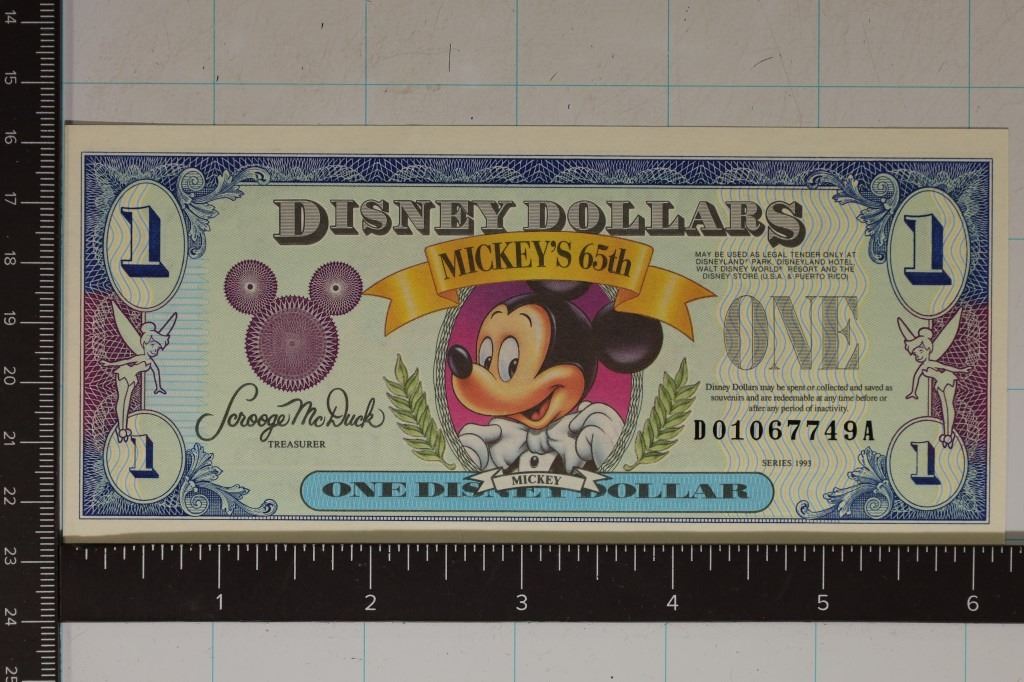 14
15
16
17
18
19
20
21
22
23
24
25
DISNEY DOLLARS
1
1
MICKEY'S 65th
MAY BE USED AS LEGAL TENDER ONLY AT
DISNEYLAND® PARK, DISNEYLAND HOTEL,
WALT DISNEY WORLD® RESORT AND THE
DISNEY STORE (U.S.A. & PUERTO RICO)
ONE
Scrooge McDuck
TREASURER
Disney Dollars may be spent or collected and saved as
souvenirs and are redeemable at any time before or
after any period of inactivity.
D01067749A
SERIES 1993
1
1
MICKEY
ONE DISNEY DOLLAR
1 2 3 4 5 6